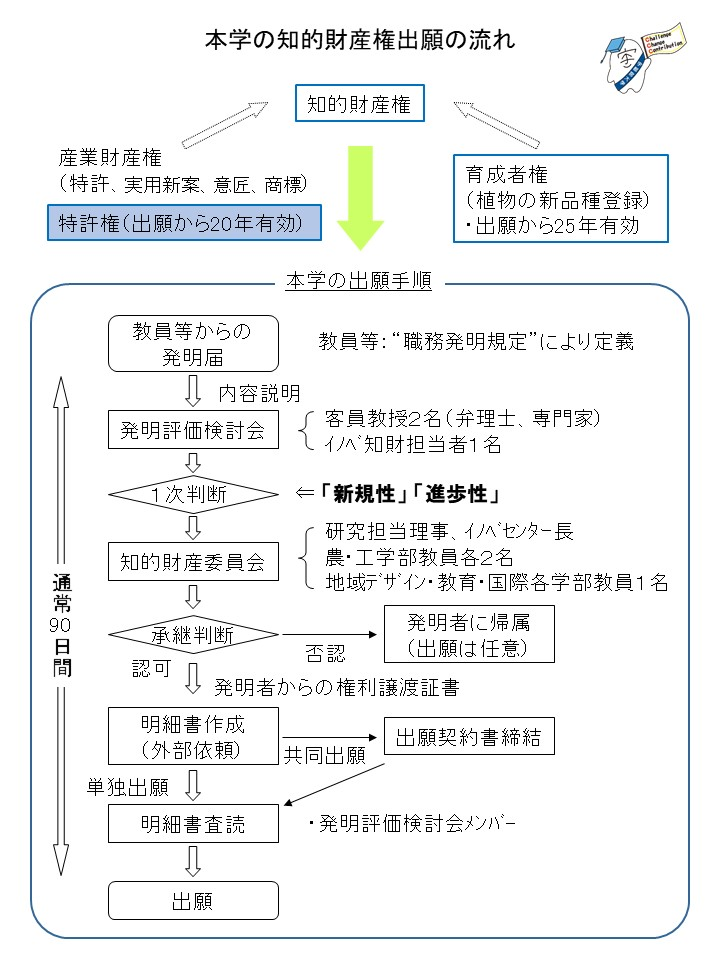 本学の知的財産権出願の流れ
Challenge
Change
Contribution
知的財産権
産業財産権
（特許、実用新案、意匠、商標）
特許権（出願から20年有効）
育成者権
（植物の新品種登録）
・出願から25年有効
本学の出願手順
教員等からの
発明届
教員等：“職務発明規定”により定義
内容説明
発明評価検討会
客員教授２名（弁理士、専門家）
ｲﾉﾍﾞ知財担当者１名
１次判断
⇐「新規性」「進歩性」
知的財産委員会
研究担当理事、ｲﾉﾍﾞｾﾝﾀｰ長
農・工学部教員各２名
地域ﾃﾞｻﾞｲﾝ・教育・国際各学部教員１名
承継判断
否認
発明者に帰属
（出願は任意）
認可
発明者からの権利譲渡証書
明細書作成
（外部依頼）
共同出願
出願契約書締結
単独出願
明細書査読
・発明評価検討会ﾒﾝﾊﾞｰ
出願
通常90日間